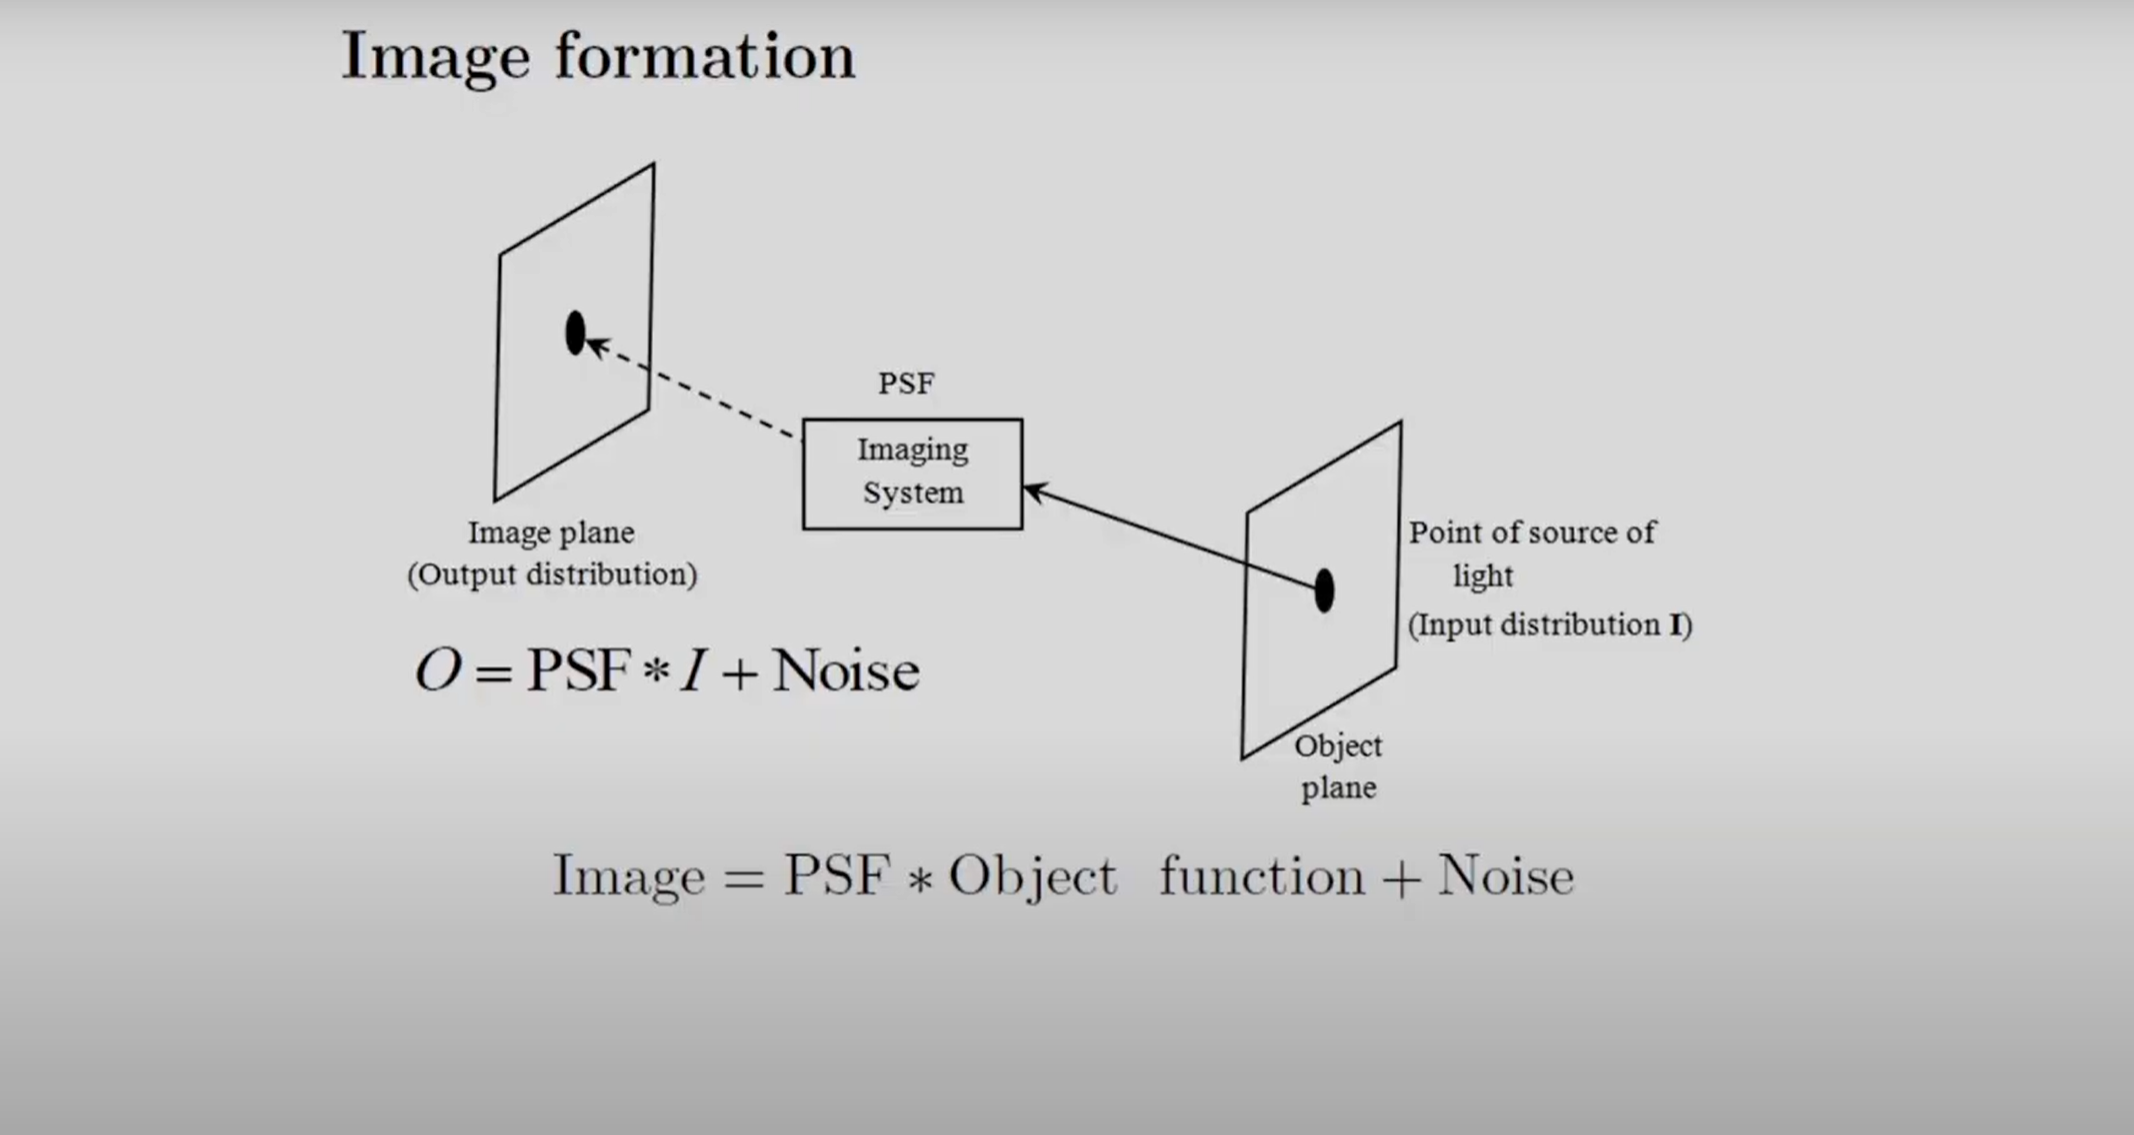 Image formation
PSF
Imaging
System
Image plane
(Output distribution)
Point of source of
light
(Input distribution I)
O = PSF * I + Noise
Object
plane
Image = PSF * Object function + Noise